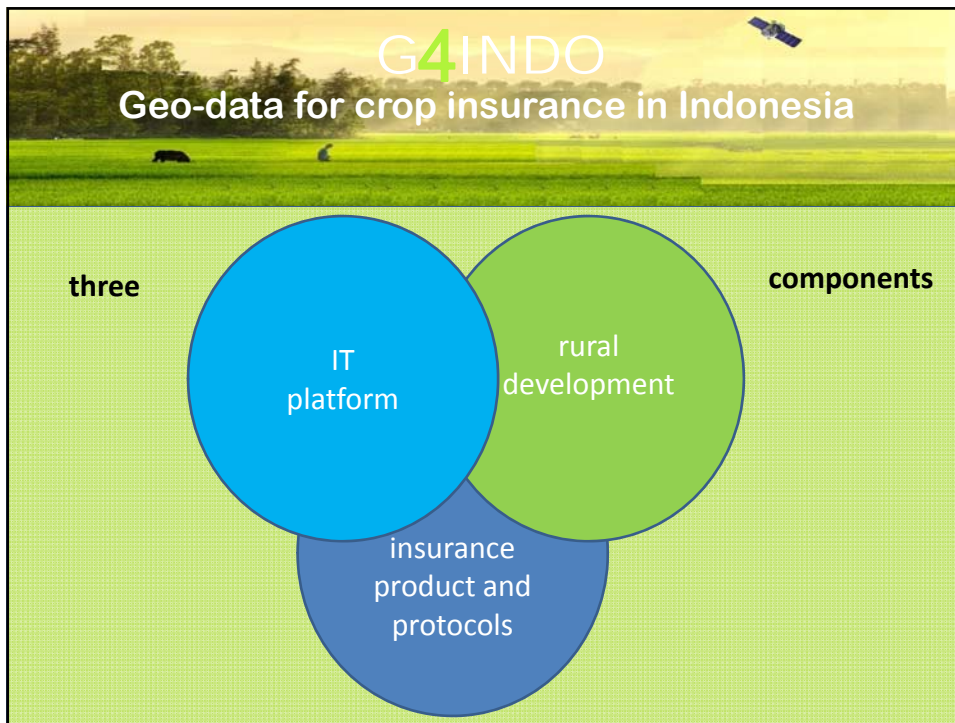 G4INDO
Geo-data for crop insurance in Indonesia
three
components
IT
platform
rural
development
insurance
product and
protocols